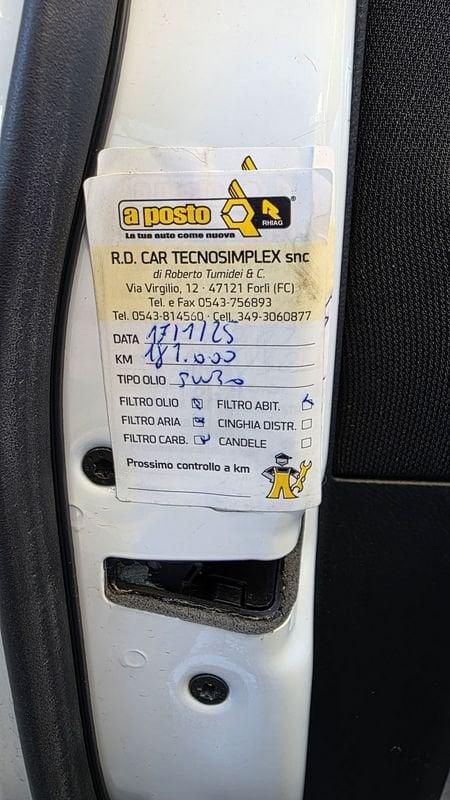 a posto
RHIAG
La tua auto come nuova
R.D. CAR TECNOSIMPLEX snc
di Roberto Tumidei & C.
Via Virgilio, 12 - 47121 Forlì (FC)
Tel. e Fax 0543-756893
Tel. 0543-814560 - Cell. 349-3060877
DATA 17/1/25
KM 181.000
TIPO OLIO 5W30
FILTRO OLIO FILTRO ABIT.
FILTRO ARIA CINGHIA DISTR.
FILTRO CARB. CANDELE
Prossimo controllo a km